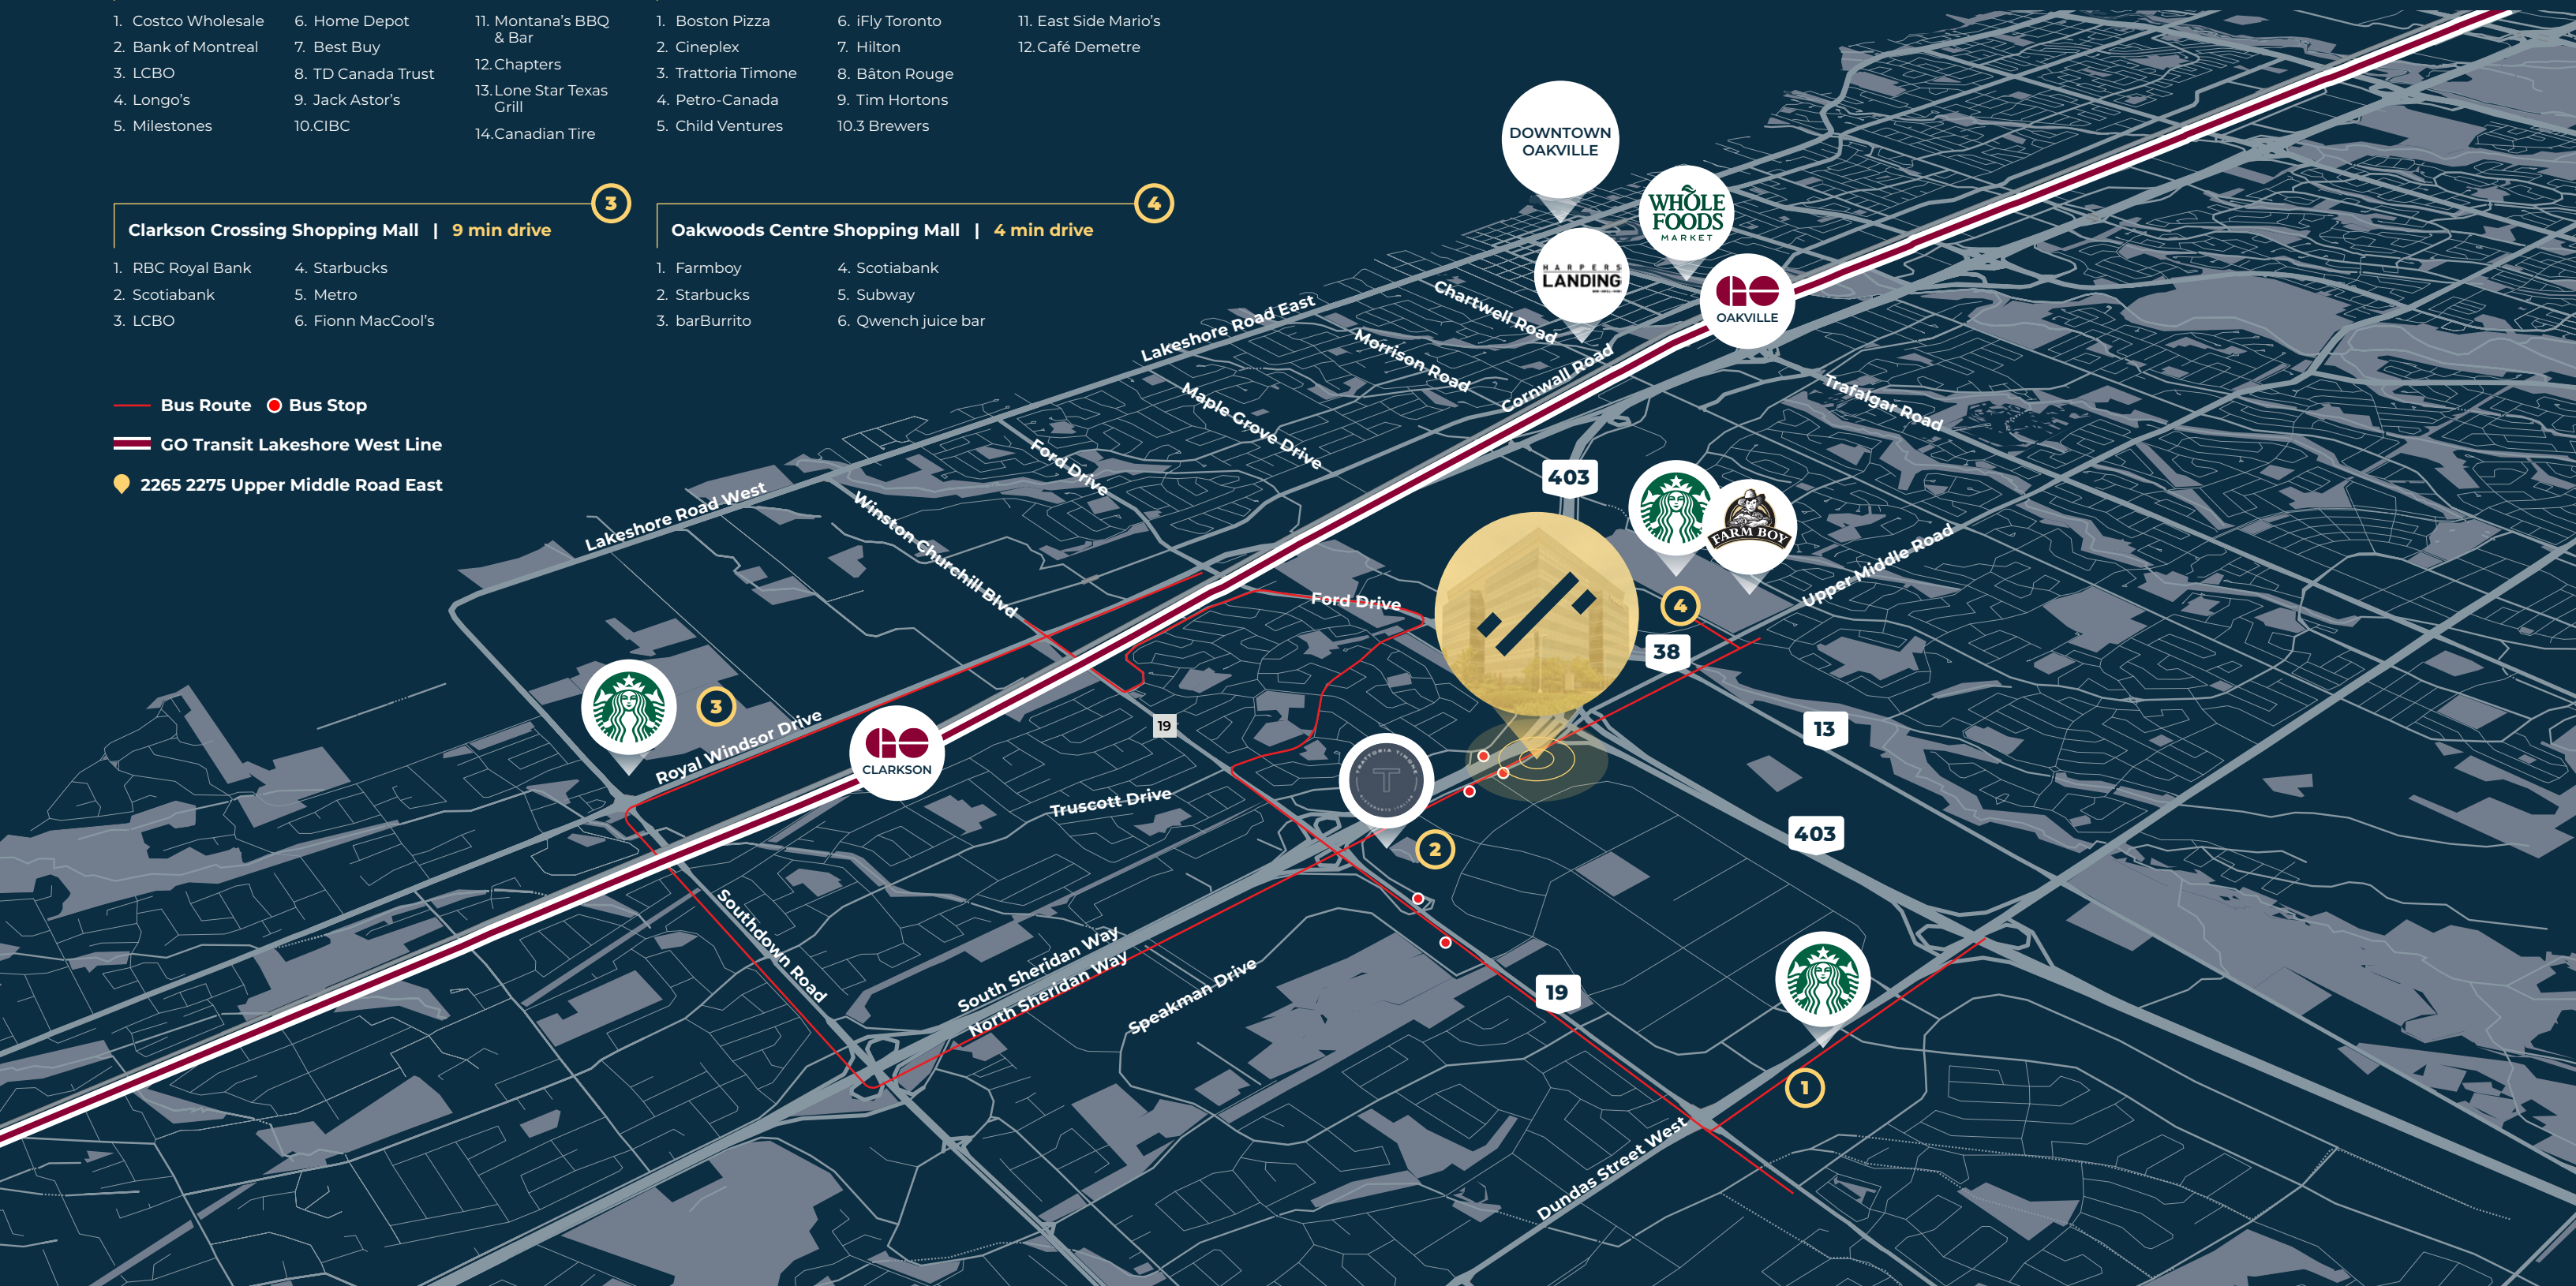 1. Costco Wholesale
2. Bank of Montreal
3. LCBO
4. Longo's
5. Milestones
6. Home Depot
7. Best Buy
8. TD Canada Trust
9. Jack Astor's
10. CIBC
11. Montana's BBQ
& Bar
12. Chapters
13. Lone Star Texas
Grill
14. Canadian Tire
1. Boston Pizza
2. Cineplex
3. Trattoria Timone
4. Petro-Canada
5. Child Ventures
6. iFly Toronto
7. Hilton
8. Bâton Rouge
9. Tim Hortons
10. 3 Brewers
11. East Side Mario's
12. Café Demetre
3
Clarkson Crossing Shopping Mall | 9 min drive
1. RBC Royal Bank
2. Scotiabank
3. LCBO
4. Starbucks
5. Metro
6. Fionn MacCool's
4
Oakwoods Centre Shopping Mall | 4 min drive
1. Farmboy
2. Starbucks
3. barBurrito
4. Scotiabank
5. Subway
6. Qwench juice bar
Bus Route
Bus Stop
GO Transit Lakeshore West Line
2265 2275 Upper Middle Road East
DOWNTOWN
OAKVILLE
WHOLE
FOODS
MARKET
HARPERS
LANDING
GO
OAKVILLE
Lakeshore Road East
Chartwell Road
Morrison Road
Cornwall Road
Maple Grove Drive
Trafalgar Road
Ford Drive
403
Lakeshore Road West
Winston Churchill Blvd
FARM BOY
Upper Middle Road
Ford Drive
4
38
3
Royal Windsor Drive
GO
CLARKSON
19
13
Truscott Drive
TRATTORIA TIMONE
T
2
403
Southdown Road
South Sheridan Way
North Sheridan Way
Speakman Drive
19
1
Dundas Street West